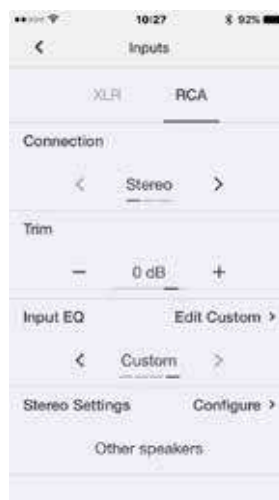 10:27 92%
< Inputs
XLR RCA
Connection
< Stereo >
Trim
− 0 dB +
Input EQ Edit Custom >
< Custom >
Stereo Settings Configure >
Other speakers